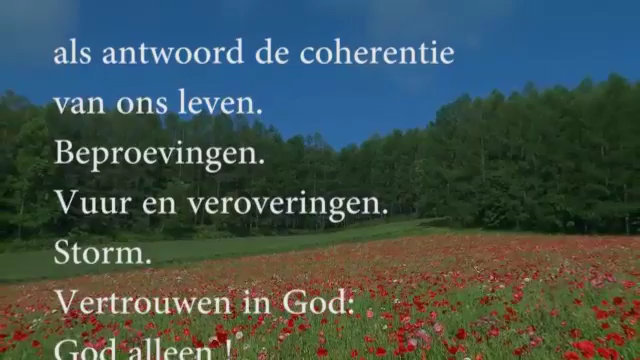 als antwoord de coherentie
van ons leven.
Beproevingen.
Vuur en veroveringen.
Storm.
Vertrouwen in God:
God alleen !